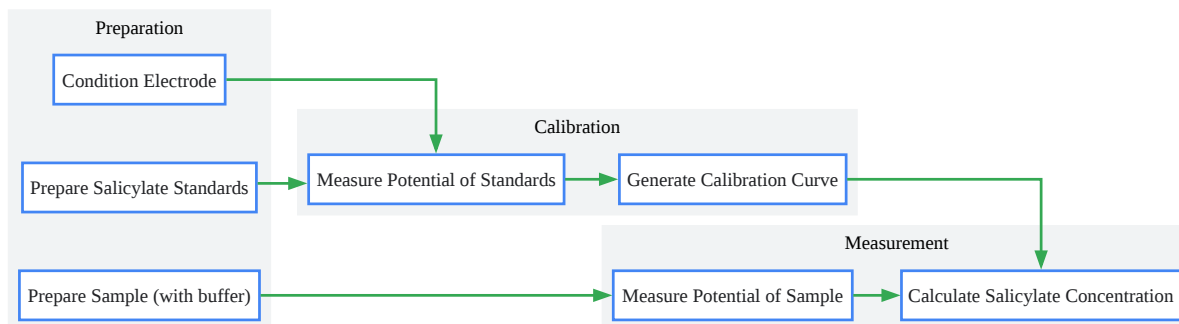 Preparation
Condition Electrode
Calibration
Prepare Salicylate Standards
Measure Potential of Standards
Generate Calibration Curve
Measurement
Prepare Sample (with buffer)
Measure Potential of Sample
Calculate Salicylate Concentration